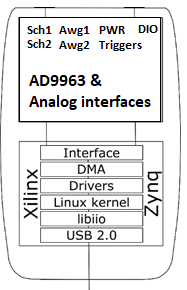 Sch1 Awg1 PWR DIO
Sch2 Awg2 Triggers
AD9963 &
Analog interfaces
Xilinx
Interface
DMA
Drivers
Linux kernel
libiio
USB 2.0
Zynq